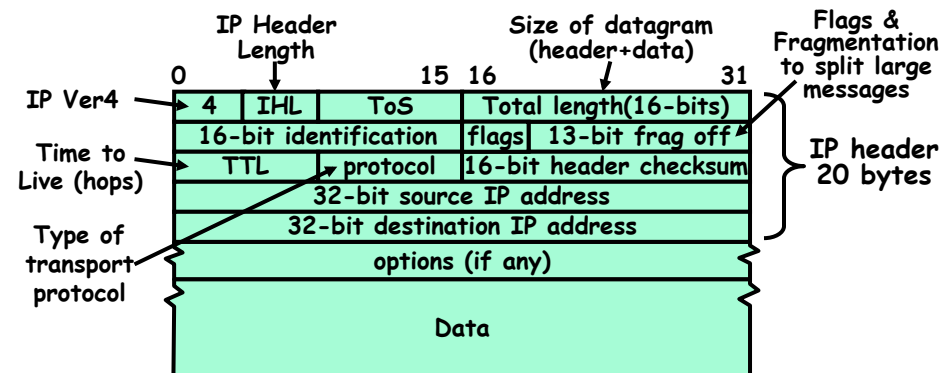 IP Header
Length
Size of datagram
(header+data)
Flags &
Fragmentation
to split large
messages
0
15
16
31
IP Ver4
4
IHL
ToS
Total length(16-bits)
16-bit identification
flags
13-bit frag off
Time to
Live (hops)
TTL
protocol
16-bit header checksum
IP header
20 bytes
32-bit source IP address
32-bit destination IP address
Type of
transport
protocol
options (if any)
Data